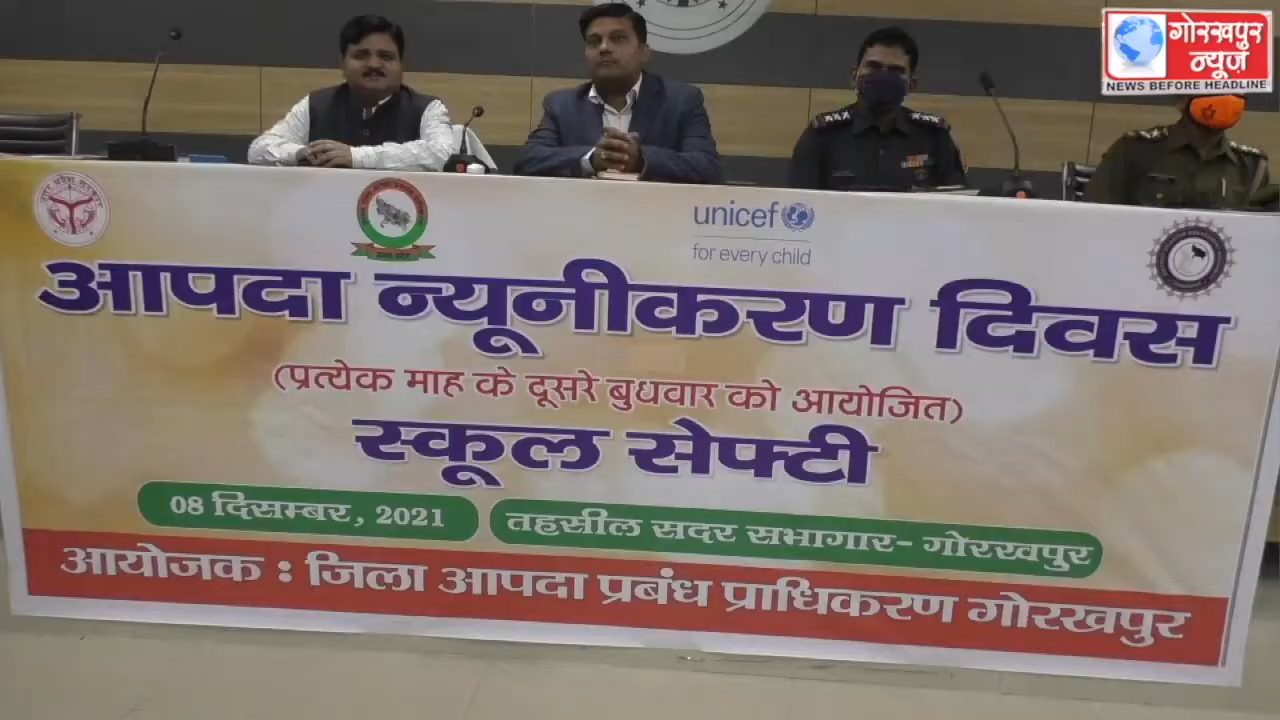 गोरखपुर
न्यूज़
NEWS BEFORE HEADLINE
unicef
for every child
आपदा न्यूनीकरण दिवस
(प्रत्येक माह के दूसरे बुधवार को आयोजित)
स्कूल सेफ्टी
08 दिसम्बर, 2021
तहसील सदर सभागार- गोरखपुर
आयोजक : जिला आपदा प्रबंध प्राधिकरण गोरखपुर